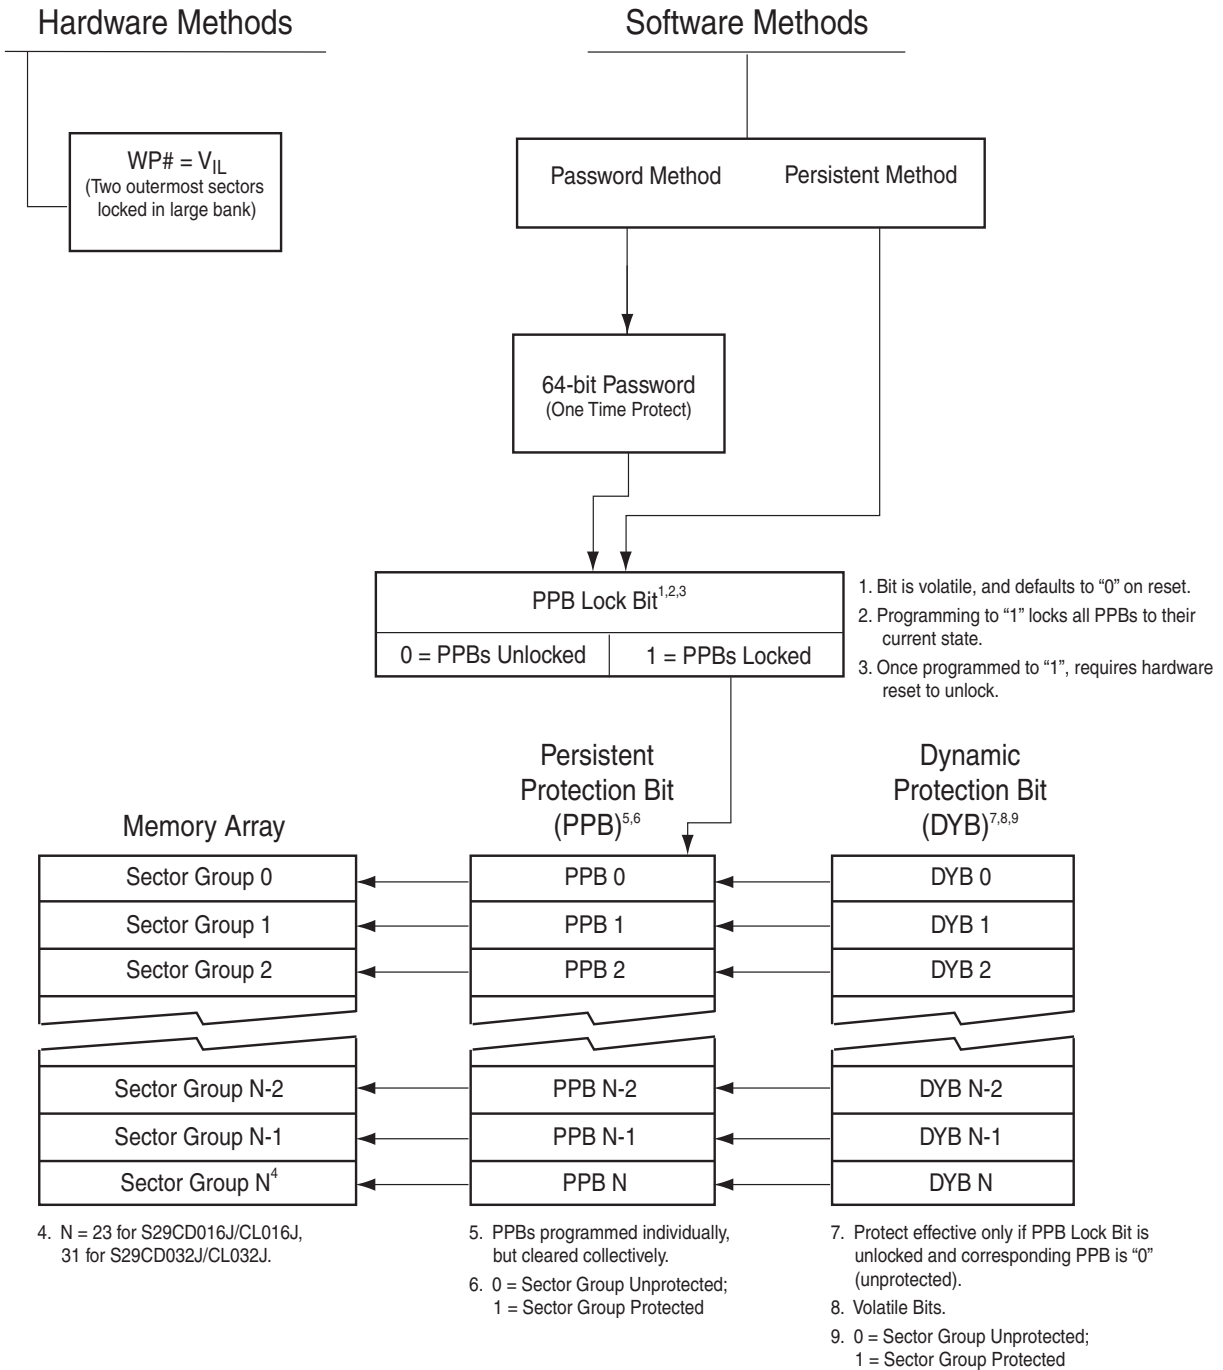 Hardware Methods
Software Methods
WP# = VIL
(Two outermost sectors
locked in large bank)
Password Method
Persistent Method
64-bit Password
(One Time Protect)
PPB Lock Bit1,2,3
0 = PPBs Unlocked
1 = PPBs Locked
1. Bit is volatile, and defaults to “0” on reset.
2. Programming to “1” locks all PPBs to their
current state.
3. Once programmed to “1”, requires hardware
reset to unlock.
Memory Array
Persistent
Protection Bit
(PPB)5,6
Dynamic
Protection Bit
(DYB)7,8,9
Sector Group 0
PPB 0
DYB 0
Sector Group 1
PPB 1
DYB 1
Sector Group 2
PPB 2
DYB 2
Sector Group N-2
PPB N-2
DYB N-2
Sector Group N-1
PPB N-1
DYB N-1
Sector Group N4
PPB N
DYB N
4. N = 23 for S29CD016J/CL016J,
31 for S29CD032J/CL032J.
5. PPBs programmed individually,
but cleared collectively.
6. 0 = Sector Group Unprotected;
1 = Sector Group Protected
7. Protect effective only if PPB Lock Bit is
unlocked and corresponding PPB is “0”
(unprotected).
8. Volatile Bits.
9. 0 = Sector Group Unprotected;
1 = Sector Group Protected